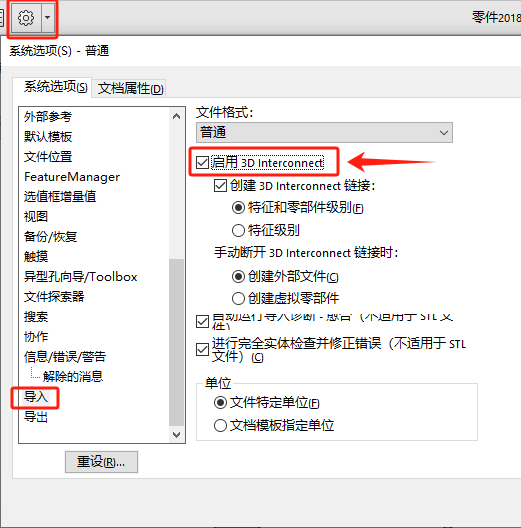 零件2018
系统选项(S) - 普通
系统选项(S)
文档属性(D)
外部参考
默认模板
文件位置
FeatureManager
选值框增量值
视图
备份/恢复
触摸
异型孔向导/Toolbox
文件探索器
搜索
协作
信息/错误/警告
解除的消息
导入
导出
重设(R)...
文件格式:
普通
启用 3D Interconnect
创建 3D Interconnect 链接:
特征和零部件级别(F)
特征级别
手动断开 3D Interconnect 链接时:
创建外部文件(C)
创建虚拟零部件
自动运行导入诊断 - 愈合（不适用于 STL 文
件）
进行完全实体检查并修正错误（不适用于 STL
文件）(C)
单位
文件特定单位(F)
文档模板指定单位